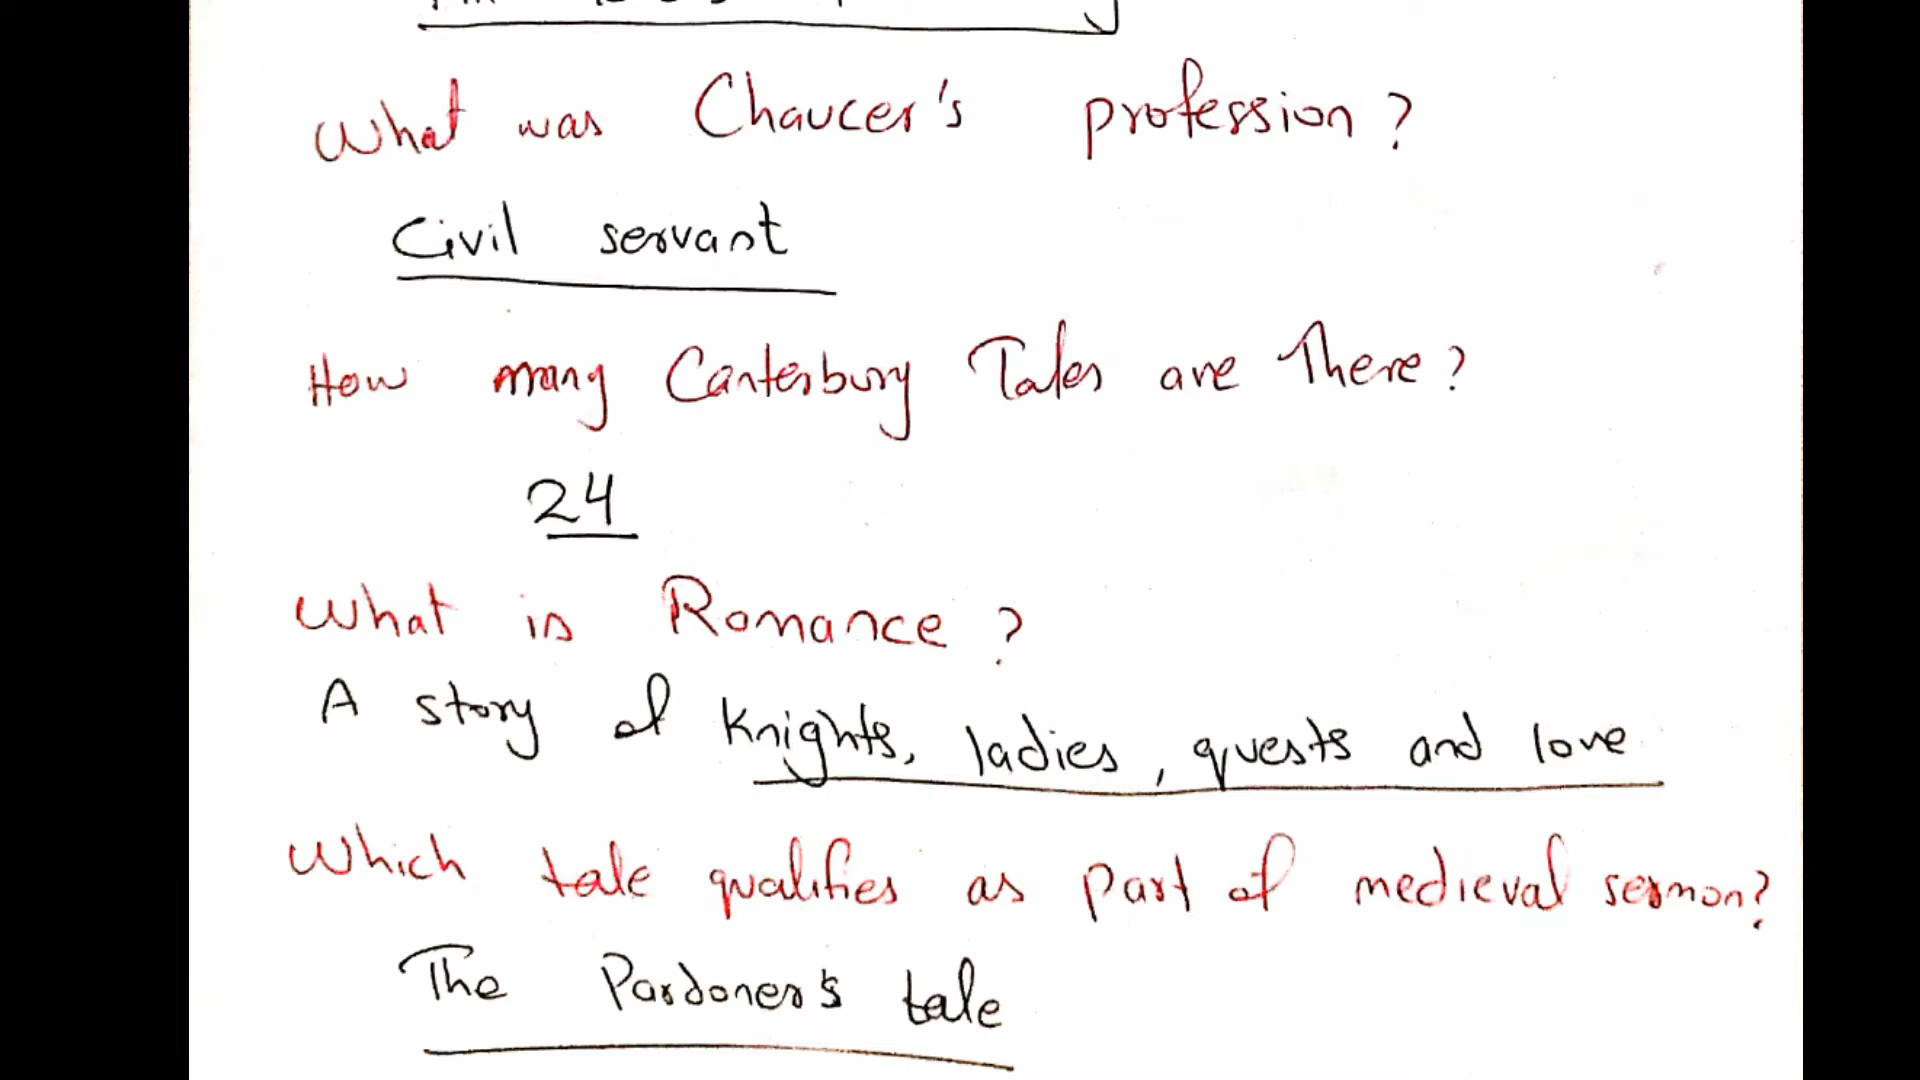 What was Chaucer's profession?
Civil servant
How many Canterbury Tales are There?
24
What is Romance?
A story of Knights, ladies, quests and love
Which tale qualifies as part of medieval sermon?
The Pardoner's tale